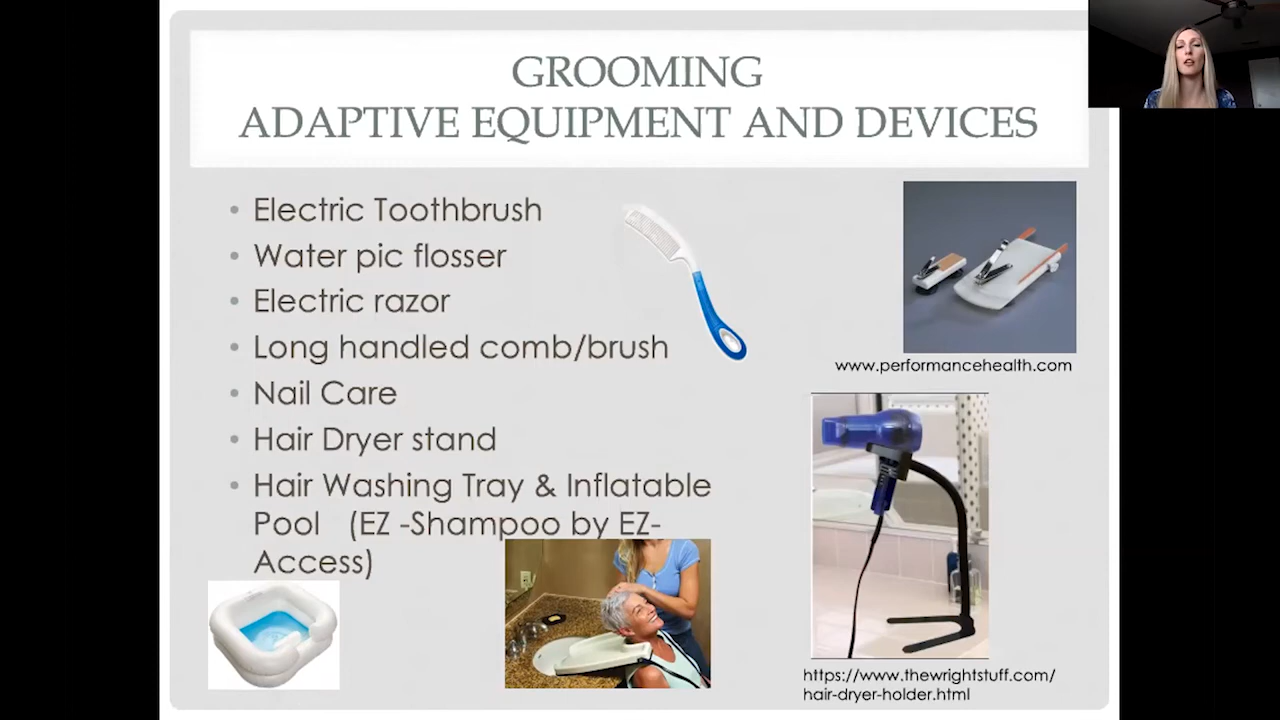 GROOMING
ADAPTIVE EQUIPMENT AND DEVICES
• Electric Toothbrush
• Water pic flosser
• Electric razor
• Long handled comb/brush
• Nail Care
• Hair Dryer stand
• Hair Washing Tray & Inflatable
Pool (EZ -Shampoo by EZ-
Access)
www.performancehealth.com
https://www.thewrightstuff.com/
hair-dryer-holder.html